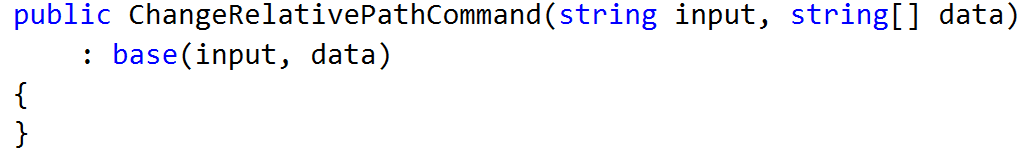 public ChangeRelativePathCommand(string input, string[] data)
    : base(input, data)
{
}